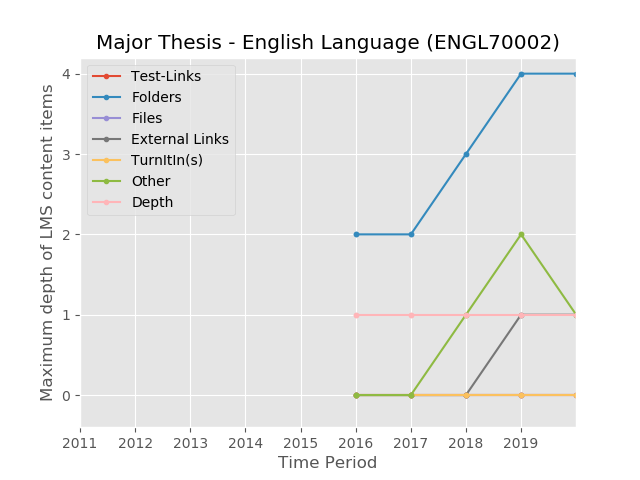 Major Thesis - English Language (ENGL70002)
Maximum depth of LMS content items
4
3
2
1
0
Test-Links
Folders
Files
External Links
TurnItIn(s)
Other
Depth
2011 2012 2013 2014 2015 2016 2017 2018 2019
Time Period